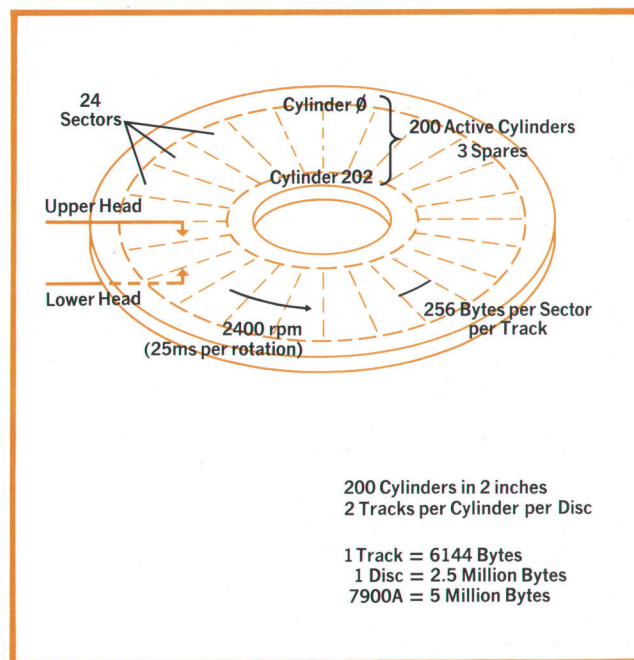 24
Sectors
Cylinder 0̸
200 Active Cylinders
3 Spares
Cylinder 202
Upper Head
Lower Head
2400 rpm
(25ms per rotation)
256 Bytes per Sector
per Track
200 Cylinders in 2 inches
2 Tracks per Cylinder per Disc
1 Track = 6144 Bytes
1 Disc = 2.5 Million Bytes
7900A = 5 Million Bytes